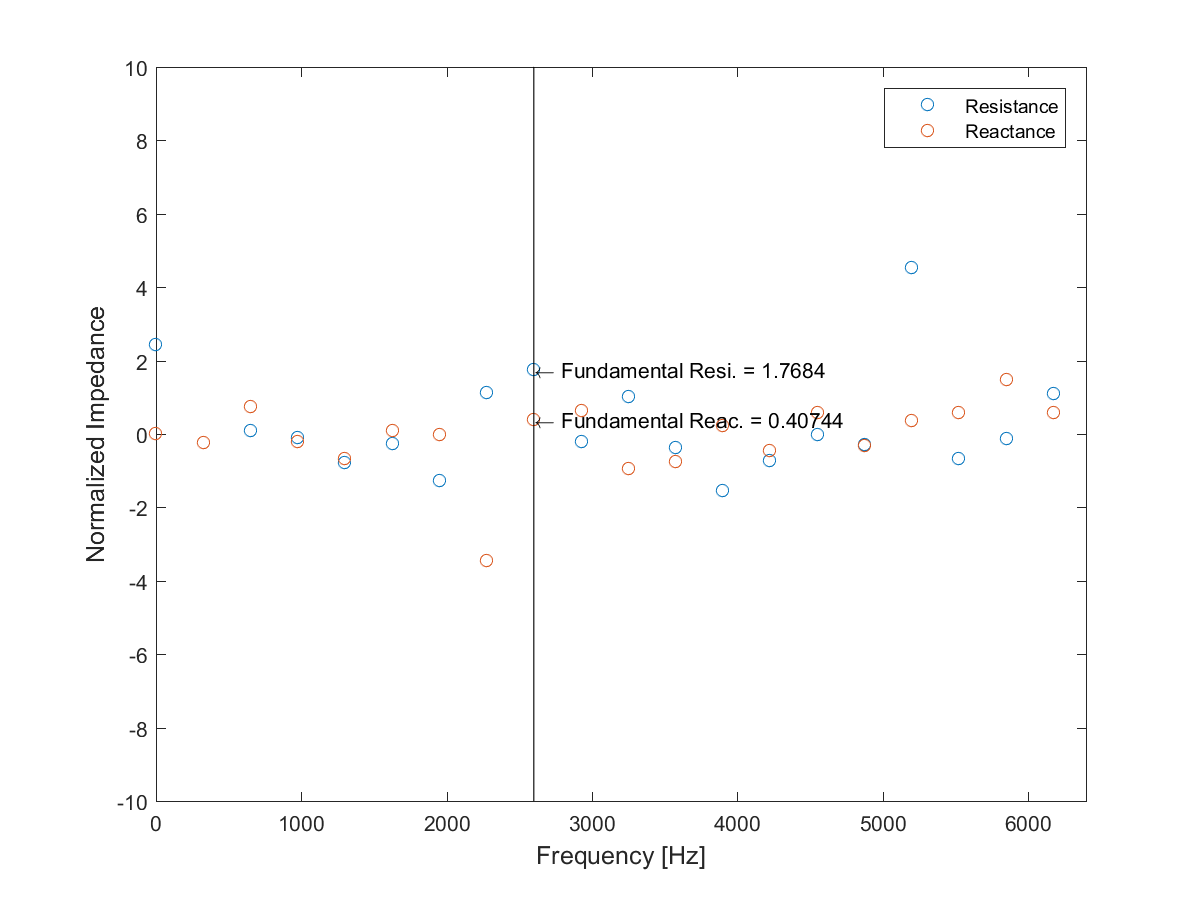 10
8
6
4
2
0
-2
-4
-6
-8
-10
Normalized Impedance
Resistance
Reactance
← Fundamental Resi. = 1.7684
← Fundamental Reac. = 0.40744
0 1000 2000 3000 4000 5000 6000
Frequency [Hz]